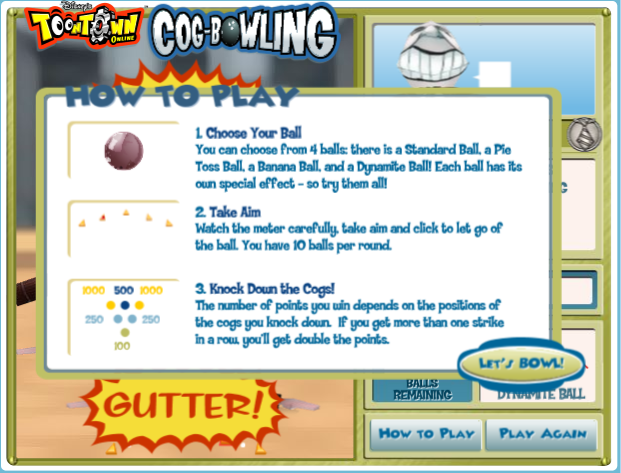 Disney's
TOONTOWN
ONLINE
COG-BOWLING
HOW TO PLAY
1. Choose Your Ball
You can choose from 4 balls: there is a Standard Ball, a Pie
Toss Ball, a Banana Ball, and a Dynamite Ball! Each ball has its
own special effect - so try them all!
2. Take Aim
Watch the meter carefully, take aim and click to let go of
the ball. You have 10 balls per round.
1000 500 1000
250 250
100
3. Knock Down the Cogs!
The number of points you win depends on the positions of
the cogs you knock down. If you get more than one strike
in a row, you'll get double the points.
LET'S BOWL!
GUTTER!
BALLS
REMAINING
DYNAMITE BALL
HOW TO PLAY
PLAY AGAIN